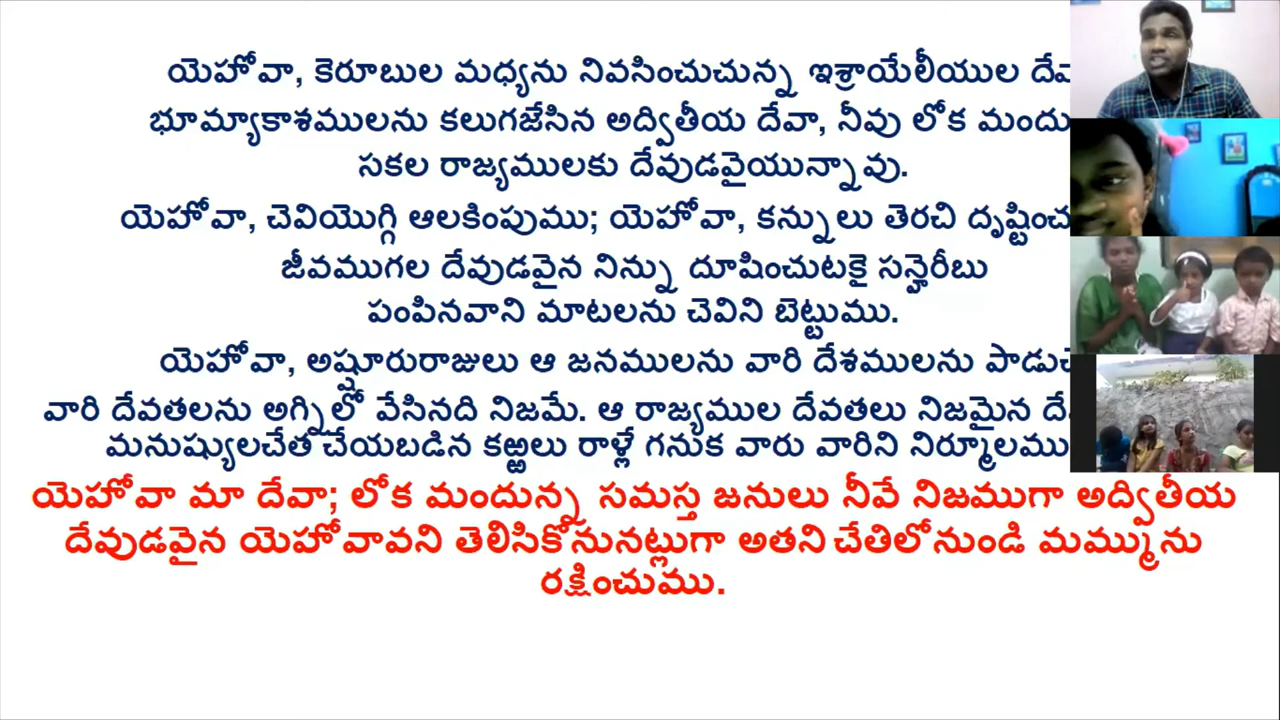 యెహోవా, కెరూబుల మధ్యను నివసించుచున్న ఇశ్రాయేలీయుల
భూమ్యాకాశములను కలుగజేసిన అద్వితీయ దేవా, నీవు లోక
సకల రాజ్యములకు దేవుడవైయున్నావు.
యెహోవా, చెవియొగ్గి ఆలకింపుము; యెహోవా, కన్నులు తెరచి
జీవముగల దేవుడవైన నిన్ను దూషించుటకై సన్హెరీబు
పంపినవాని మాటలను చెవిని బెట్టుము.
యెహోవా, అష్షూరురాజులు ఆ జనములను వారి దేశములను
వారి దేవతలను అగ్నిలో వేసినది నిజమే. ఆ రాజ్యముల దేవతలు నిజమైన
మనుష్యులచేత చేయబడిన కఱ్ఱలు రాళ్లే గనుక వారు వారిని
యెహోవా మా దేవా; లోక మందున్న సమస్త జనులు నీవే నిజముగా అద్వితీయ
దేవుడవైన యెహోవావని తెలిసికొనునట్లుగా అతని చేతిలోనుండి మమ్మును
రక్షించుము.